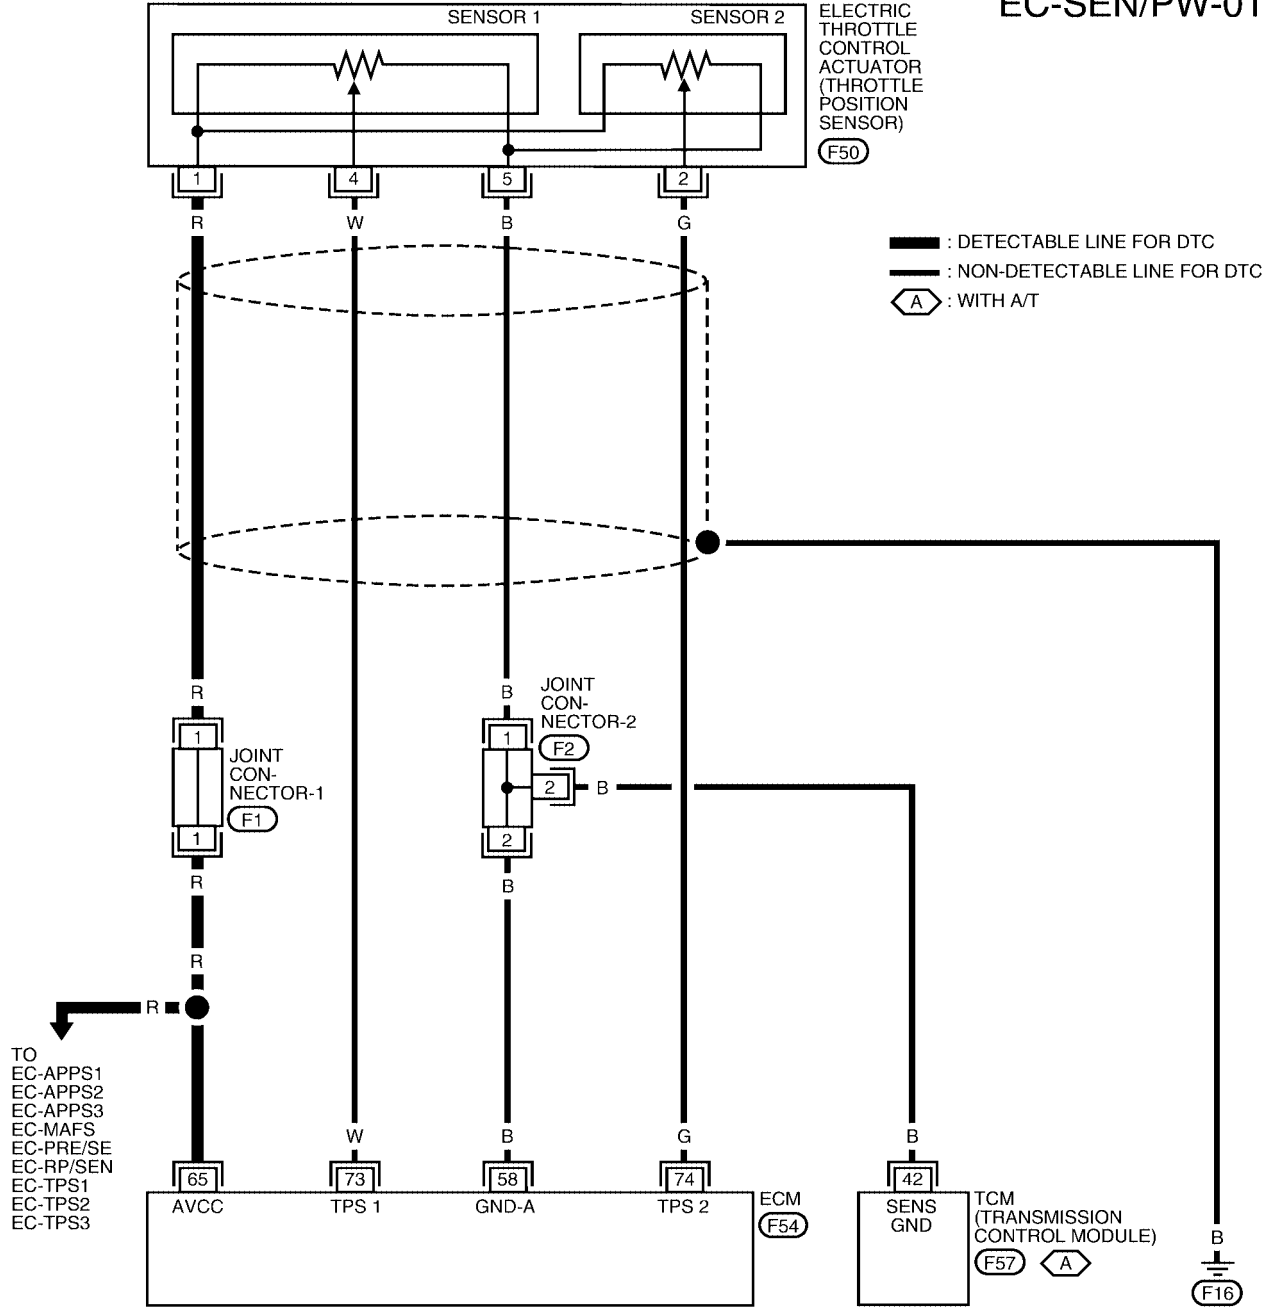 EC-SEN/PW-01
SENSOR 1
SENSOR 2
ELECTRIC
THROTTLE
CONTROL
ACTUATOR
(THROTTLE
POSITION
SENSOR)
F50
1
4
5
2
R
W
B
G
: DETECTABLE LINE FOR DTC
: NON-DETECTABLE LINE FOR DTC
A : WITH A/T
R
B
JOINT
CON-
NECTOR-2
F2
1
1
JOINT
CON-
NECTOR-1
F1
2
B
1
2
R
B
R
R
TO
EC-APPS1
EC-APPS2
EC-APPS3
EC-MAFS
EC-PRE/SE
EC-RP/SEN
EC-TPS1
EC-TPS2
EC-TPS3
W
B
G
B
65
73
58
74
42
AVCC
TPS 1
GND-A
TPS 2
ECM
F54
SENS
GND
TCM
(TRANSMISSION
CONTROL MODULE)
F57
A
B
F16